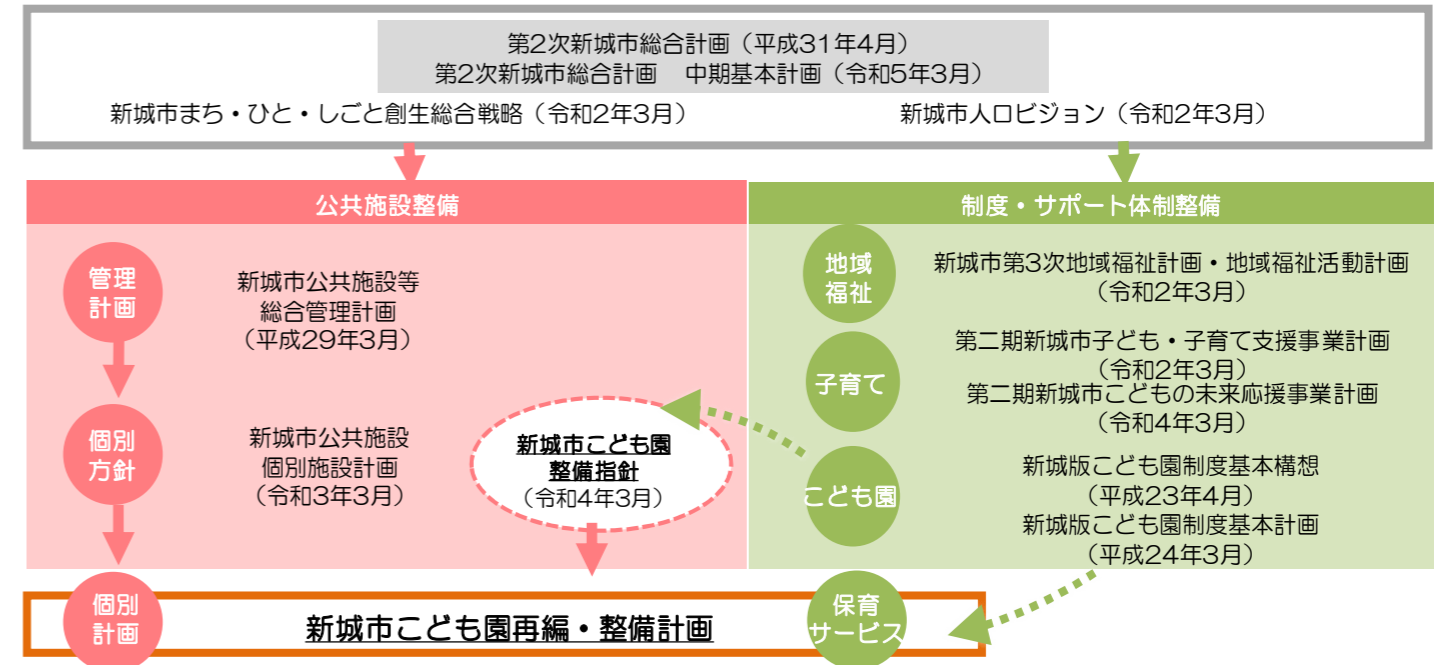 第2次新城市総合計画（平成31年4月）
第2次新城市総合計画　中期基本計画（令和5年3月）
新城市まち・ひと・しごと創生総合戦略（令和2年3月）
新城市人口ビジョン（令和2年3月）
公共施設整備
管理
計画
新城市公共施設等
総合管理計画
（平成29年3月）
個別
方針
新城市公共施設
個別施設計画
（令和3年3月）
新城市こども園
整備指針
（令和4年3月）
制度・サポート体制整備
地域
福祉
新城市第3次地域福祉計画・地域福祉活動計画
（令和2年3月）
子育て
第二期新城市子ども・子育て支援事業計画
（令和2年3月）
第二期新城市こどもの未来応援事業計画
（令和4年3月）
こども園
新城版こども園制度基本構想
（平成23年4月）
新城版こども園制度基本計画
（平成24年3月）
個別
計画
新城市こども園再編・整備計画
保育
サービス